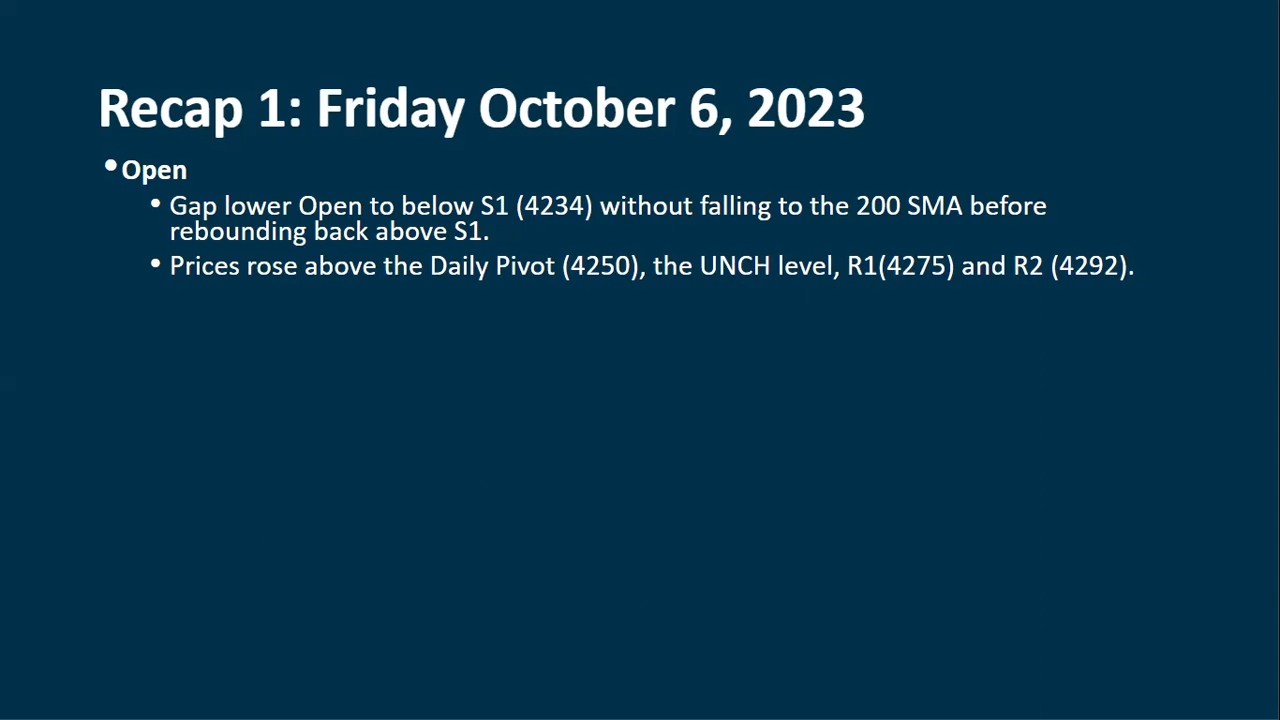 Recap 1: Friday October 6, 2023
•Open
• Gap lower Open to below S1 (4234) without falling to the 200 SMA before
rebounding back above S1.
• Prices rose above the Daily Pivot (4250), the UNCH level, R1(4275) and R2 (4292).